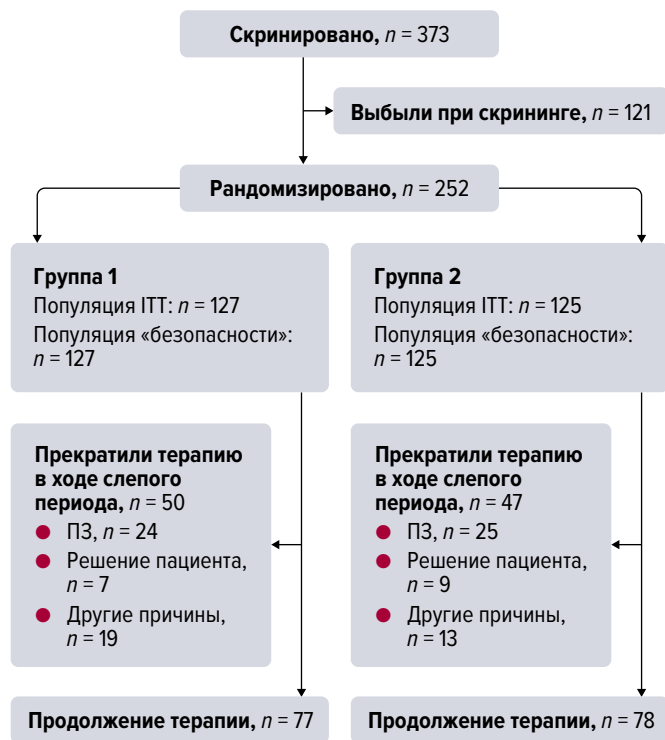 Скринировано, n = 373
Выбыли при скрининге, n = 121
Рандомизировано, n = 252
Группа 1
Популяция ITT: n = 127
Популяция «безопасности»:
n = 127
Группа 2
Популяция ITT: n = 125
Популяция «безопасности»:
n = 125
Прекратили терапию
в ходе слепого
периода, n = 50
● ПЗ, n = 24
● Решение пациента,
n = 7
● Другие причины,
n = 19
Прекратили терапию
в ходе слепого
периода, n = 47
● ПЗ, n = 25
● Решение пациента,
n = 9
● Другие причины,
n = 13
Продолжение терапии, n = 77
Продолжение терапии, n = 78